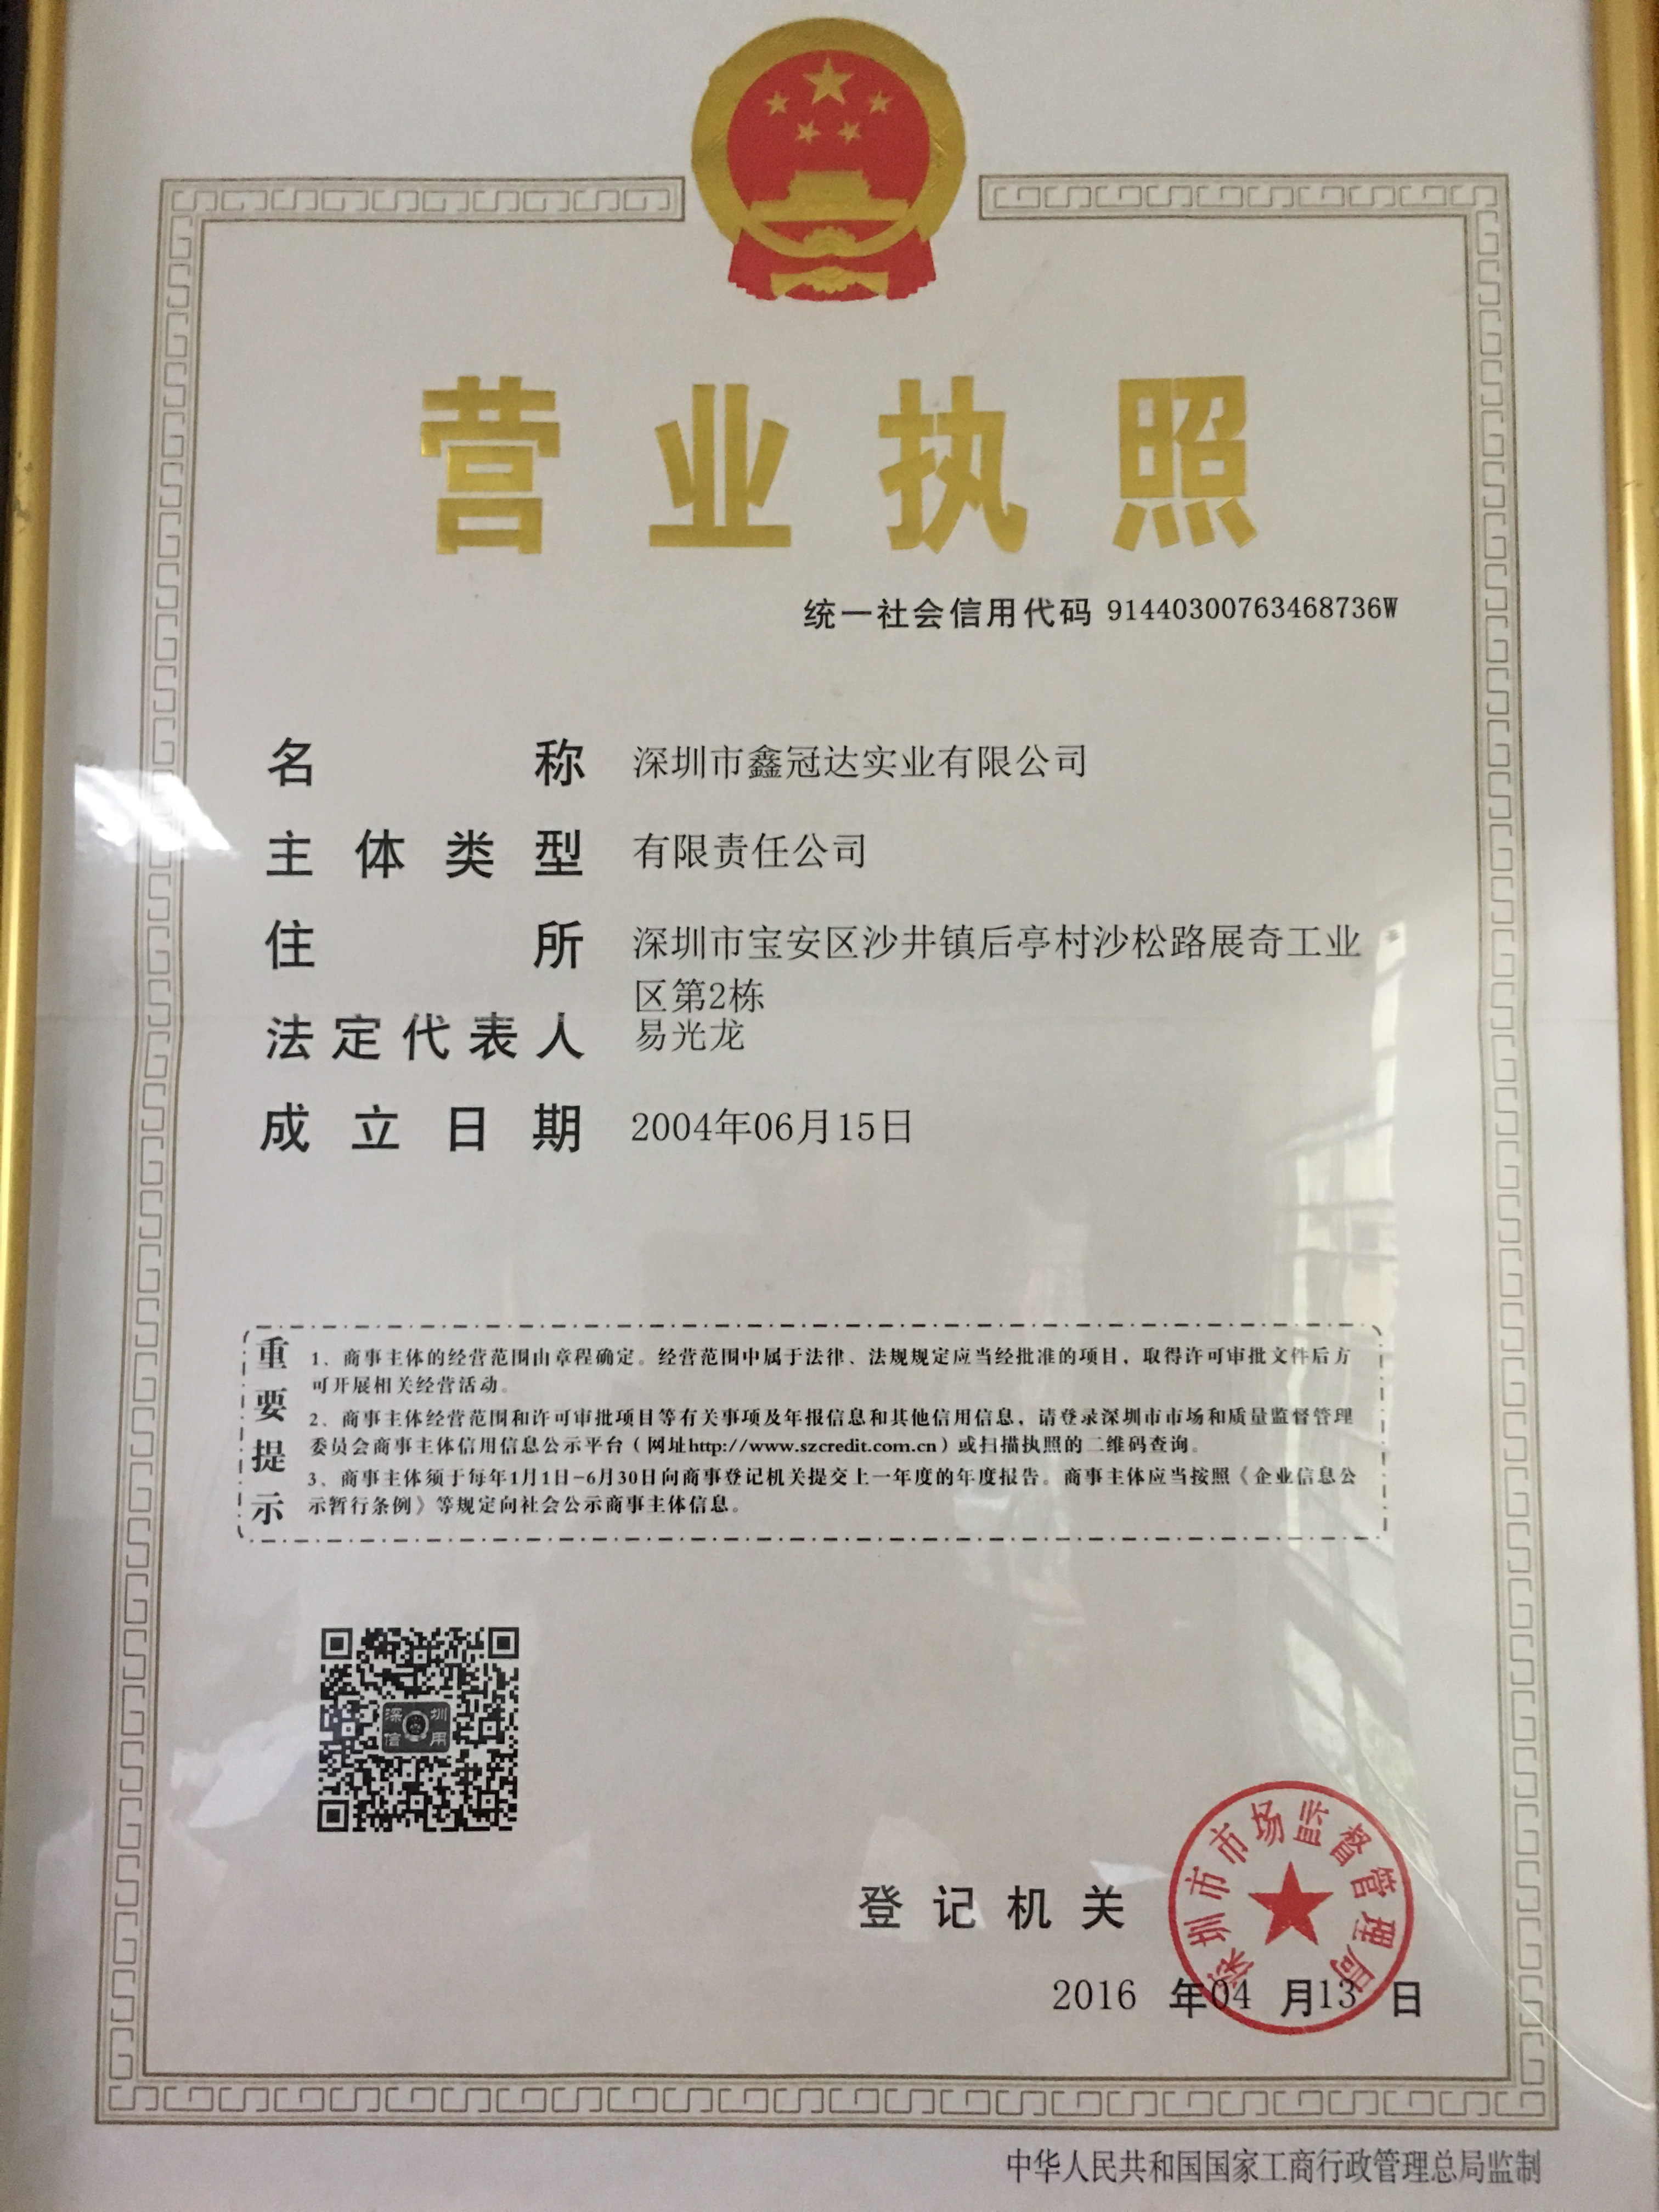 营业执照
统一社会信用代码 91440300763468736W
名称 深圳市鑫冠达实业有限公司
主体类型 有限责任公司
住所 深圳市宝安区沙井镇后亭村沙松路展奇工业
区第2栋
法定代表人 易光龙
成立日期 2004年06月15日
重要提示
1、商事主体的经营范围由章程确定。经营范围中属于法律、法规规定应当经批准的项目，取得许可审批文件后方
可开展相关经营活动。
2、商事主体经营范围和许可审批项目等有关事项及年报信息和其他信用信息，请登录深圳市市场和质量监督管理
委员会商事主体信用信息公示平台（网址http://www.szcredit.com.cn）或扫描执照的二维码查询。
3、商事主体须于每年1月1日-6月30日向商事登记机关提交上一年度的年度报告。商事主体应当按照《企业信息公
示暂行条例》等规定向社会公示商事主体信息。
深圳信用
登记机关
深圳市市场监督管理局
2016 年04 月13 日
中华人民共和国国家工商行政管理总局监制